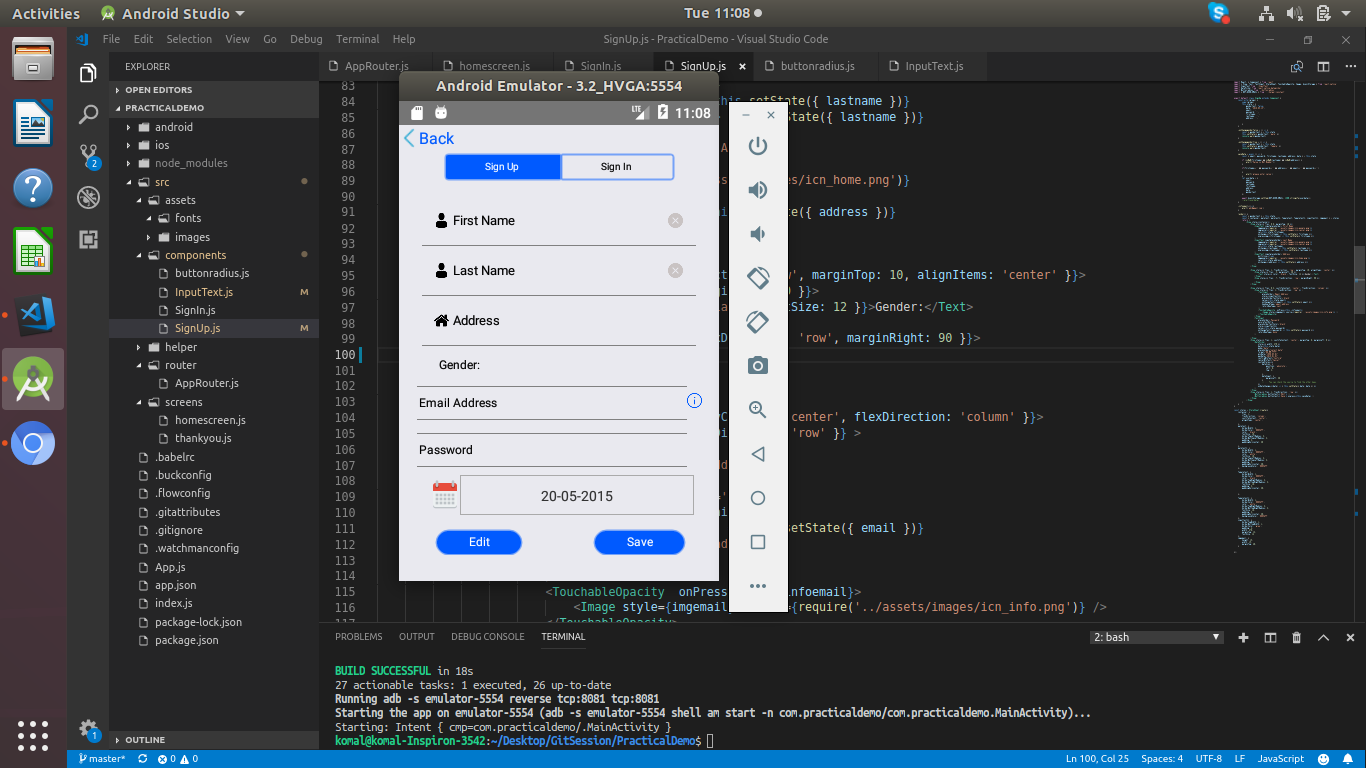 Activities
Android Studio
Tue 11:08
File Edit Selection View Go Debug Terminal Help
SignUp.js - PracticalDemo - Visual Studio Code
EXPLORER
OPEN EDITORS
PRACTICALDEMO
android
ios
node_modules
src
assets
fonts
images
components
buttonradius.js
InputText.js M
SignIn.js
SignUp.js M
helper
router
AppRouter.js
screens
homescreen.js
thankyou.js
.babelrc
.buckconfig
.flowconfig
.gitattributes
.gitignore
.watchmanconfig
App.js
app.json
index.js
package-lock.json
package.json
OUTLINE
2
1
AppRouter.js homescreen.js SignIn.js SignUp.js buttonradius.js InputText.js
Android Emulator - 3.2_HVGA:5554
LTE 11:08
Back
Sign Up Sign In
First Name
Last Name
Address
Gender:
Email Address
Password
20-05-2015
Edit Save
83
84 setState({ lastname })}
85 tate({ lastname })}
86
87
88
89 es/icn_home.png')}
90
91 te({ address })}
92
93
94
95 w', marginTop: 10, alignItems: 'center' }}>
96 }}>
97 tSize: 12 }}>Gender:</Text>
98
99 'row', marginRight: 90 }}>
100
101
102
103
104 center', flexDirection: 'column' }}>
105 'row' }} >
106
107
108
109
110
111 setState({ email })}
112
113
114
115 <TouchableOpacity onPress infoemail}>
116 <Image style={imgemail ={require('../assets/images/icn_info.png')} />
117 </TouchableOpacity>
PROBLEMS OUTPUT DEBUG CONSOLE TERMINAL
2: bash
BUILD SUCCESSFUL in 18s
27 actionable tasks: 1 executed, 26 up-to-date
Running adb -s emulator-5554 reverse tcp:8081 tcp:8081
Starting the app on emulator-5554 (adb -s emulator-5554 shell am start -n com.practicaldemo/com.practicaldemo.MainActivity)...
Starting: Intent { cmp=com.practicaldemo/.MainActivity }
komal@komal-Inspiron-3542:~/Desktop/GitSession/PracticalDemo$
master* 0 0
Ln 100, Col 25 Spaces: 4 UTF-8 LF JavaScript